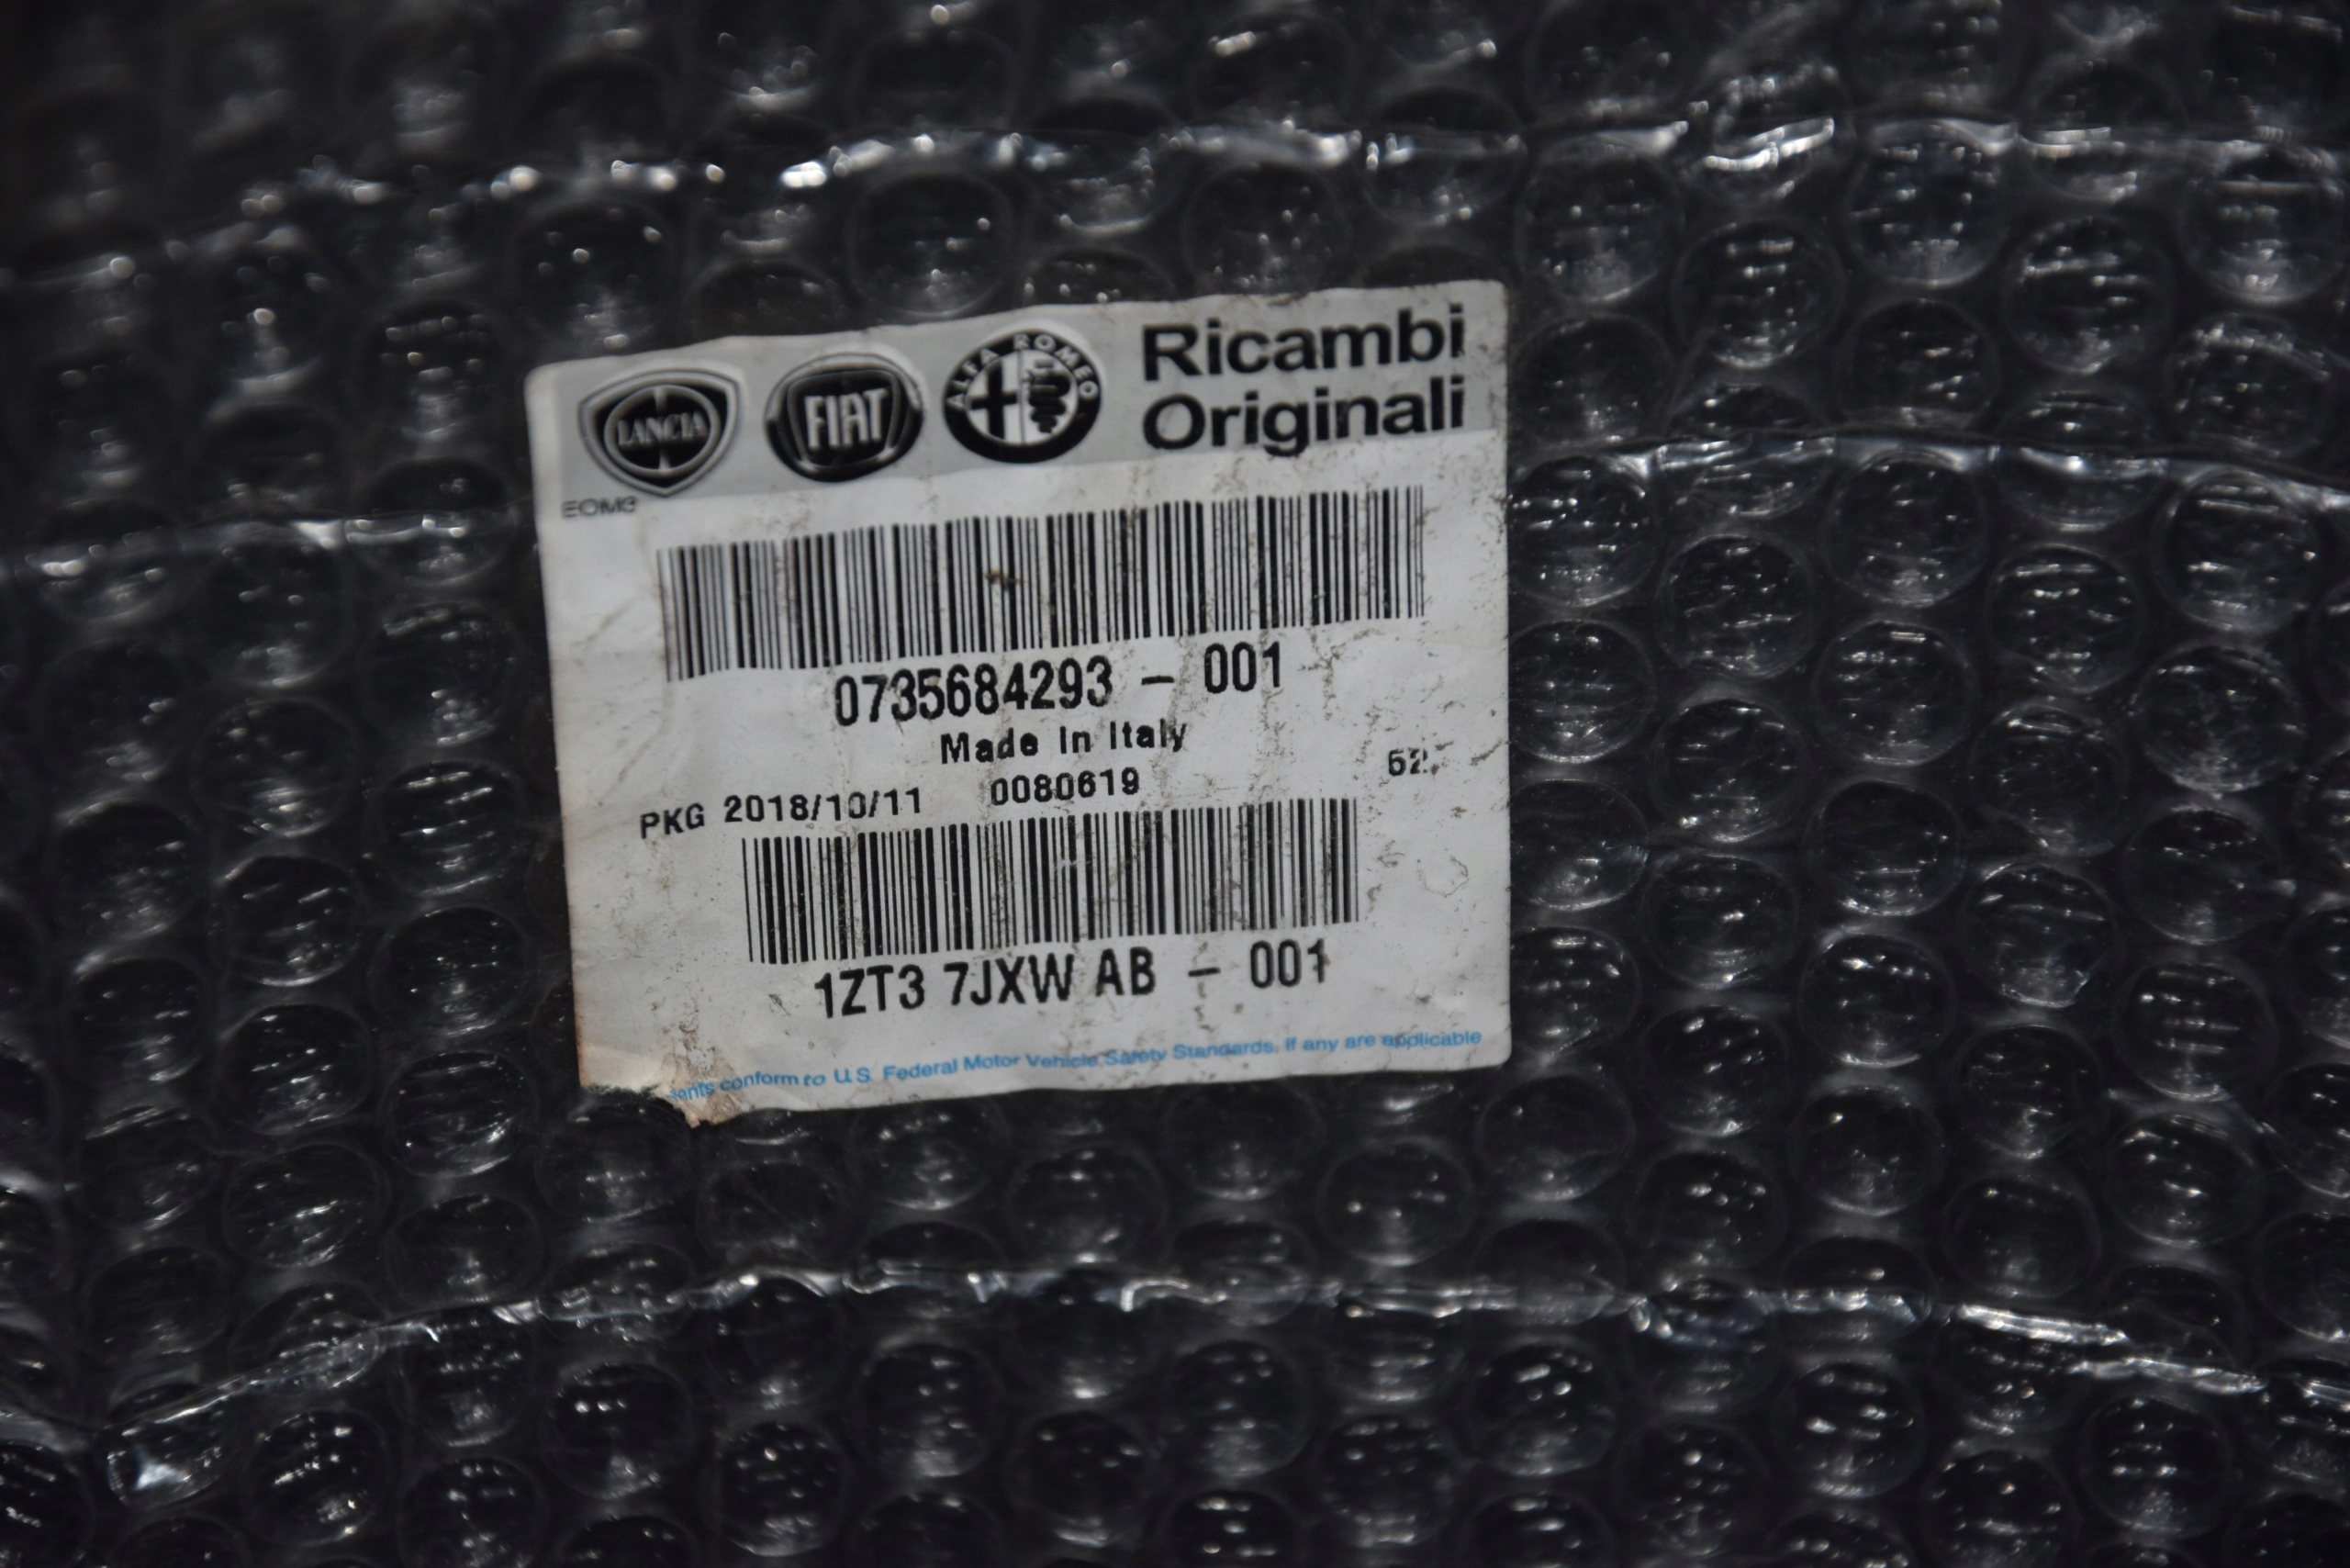 LANCIA
FIAT
ALFA ROMEO
Ricambi
Originali
EOM3
0735684293 - 001
Made In Italy
PKG 2018/10/11 0080619 52
1ZT3 7JXW AB - 001
conform to U.S. Federal Motor Vehicle Safety Standards, if any are applicable